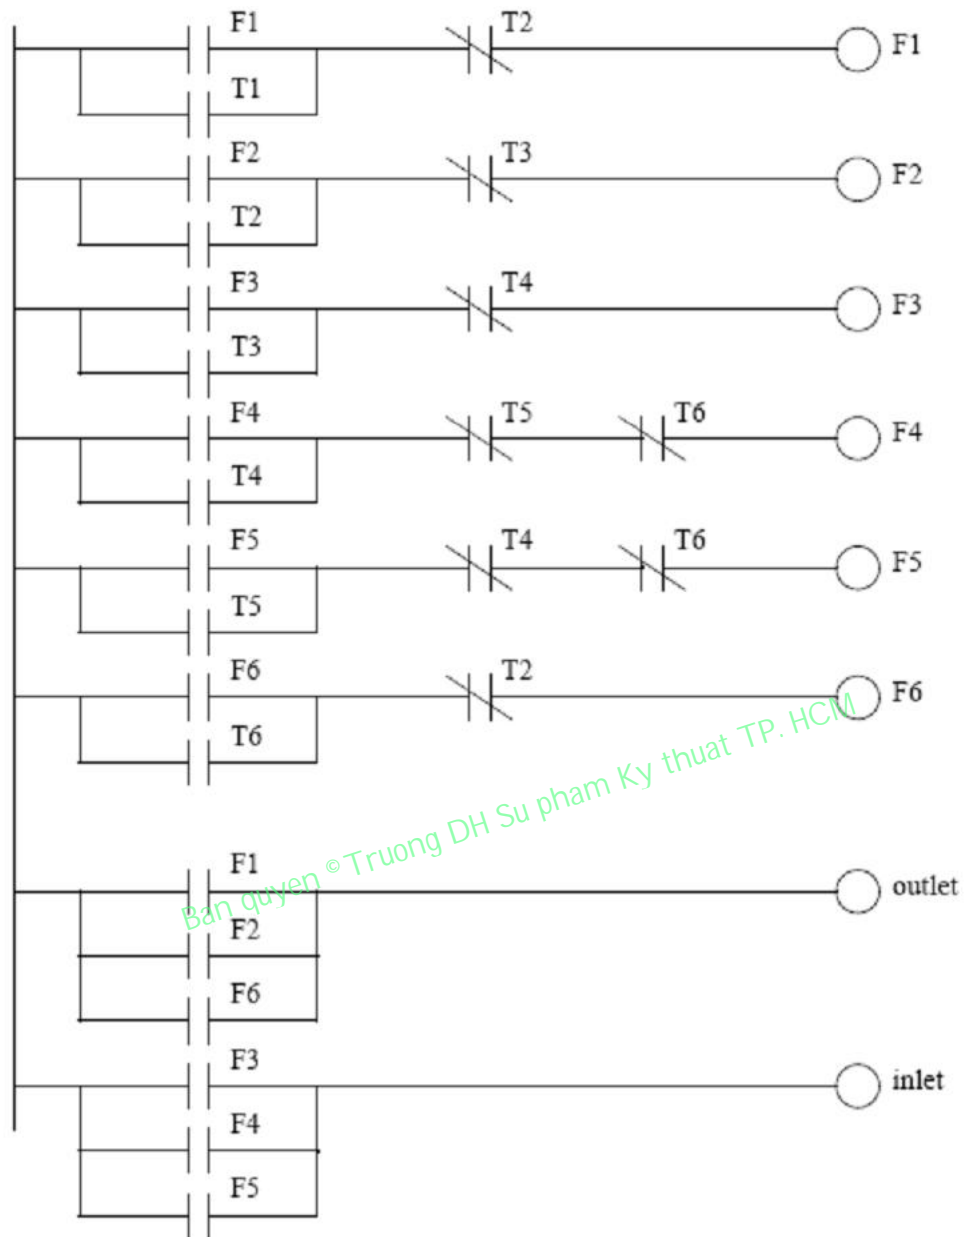 F1 T2 F1
T1
F2 T3 F2
T2
F3 T4 F3
T3
F4 T5 T6 F4
T4
F5 T4 T6 F5
T5
F6 T2 F6
T6
Ban quyen © Truong DH Su pham Ky thuat TP. HCM
F1 outlet
F2
F6
F3 inlet
F4
F5